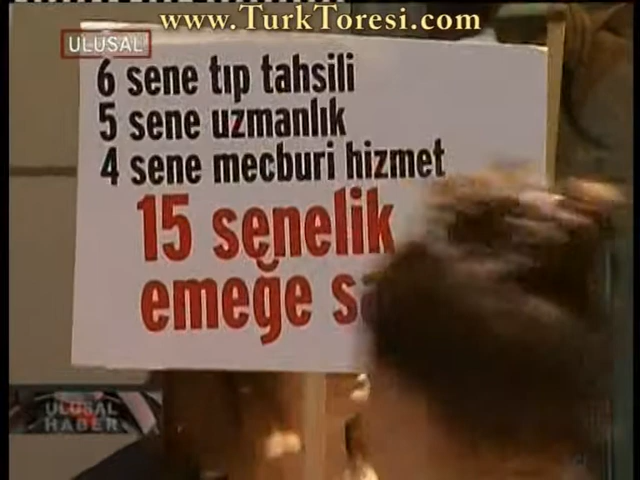 www.TurkToresi.com
ULUSAL
6 sene tıp tahsili
5 sene uzmanlık
4 sene mecburi hizmet
15 senelik
emeğe
ULUSAL
HABER